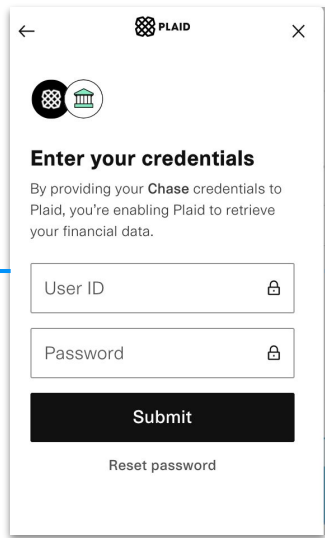 PLAID
Enter your credentials
By providing your Chase credentials to
Plaid, you're enabling Plaid to retrieve
your financial data.
User ID
Password
Submit
Reset password